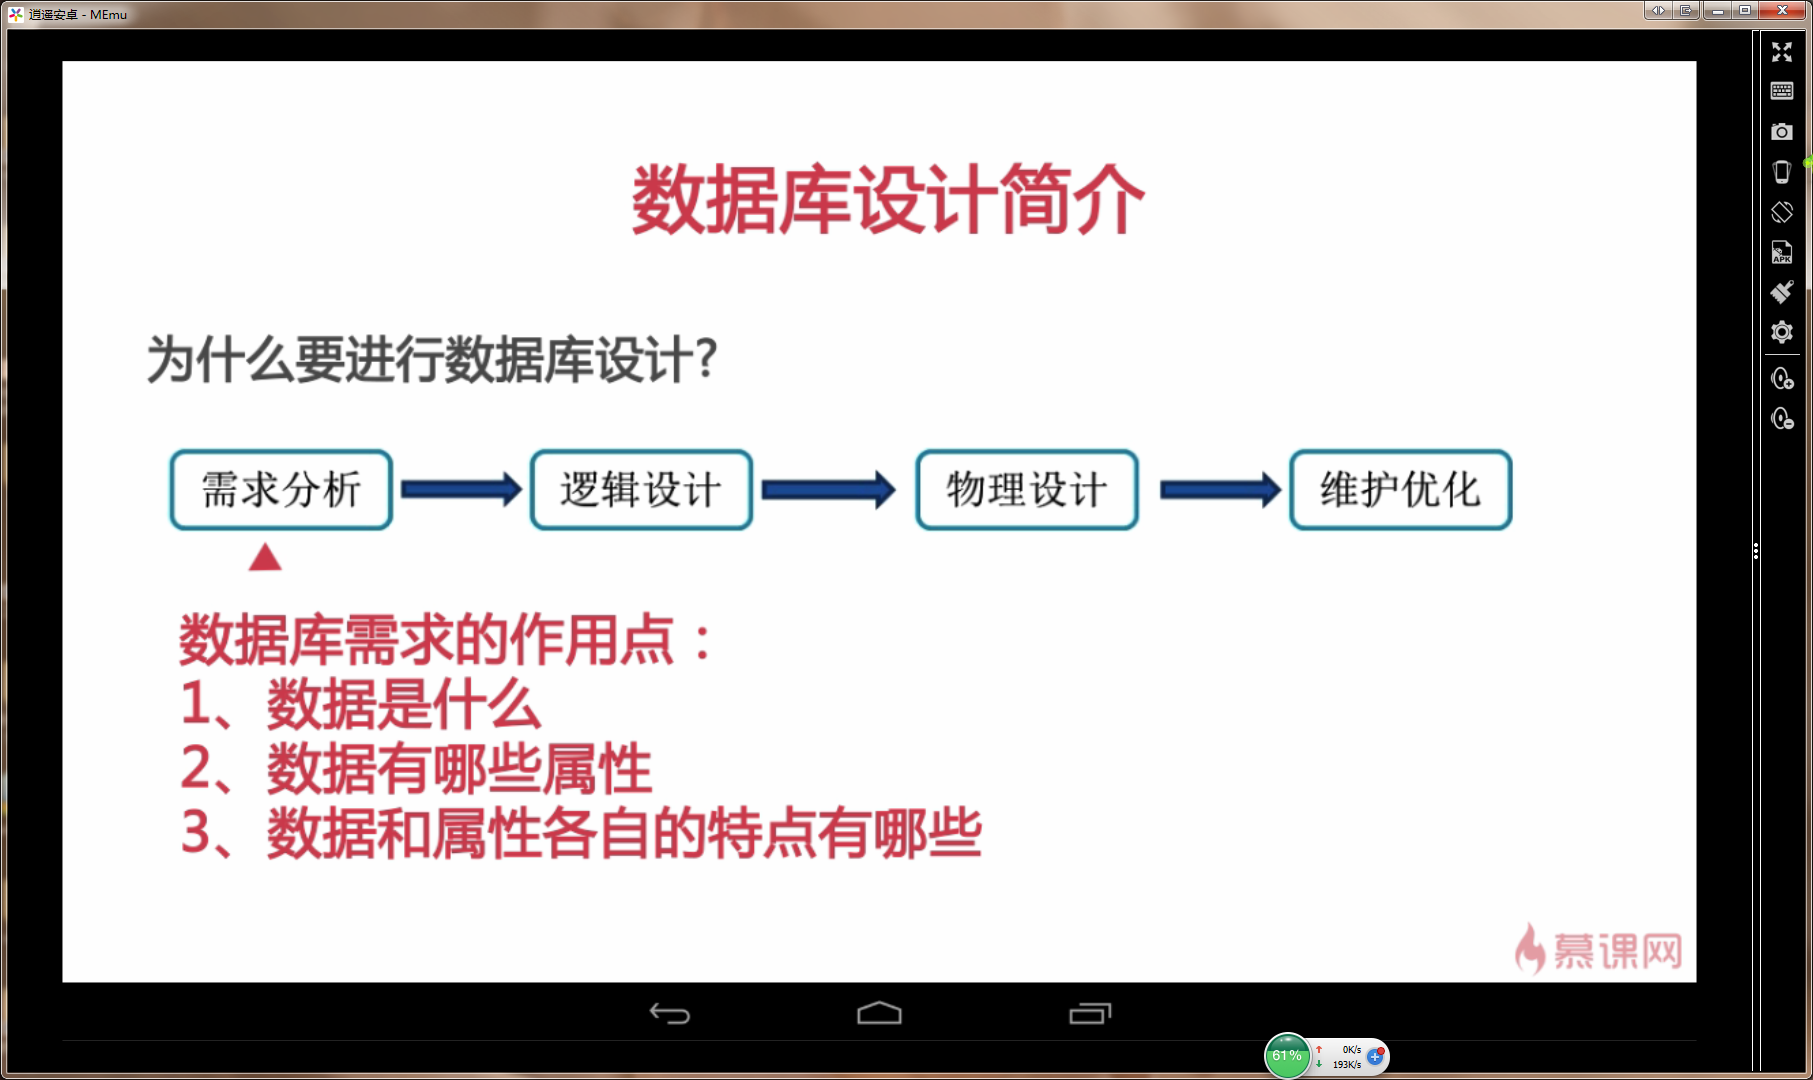 逍遥安卓 - MEmu
数据库设计简介
为什么要进行数据库设计?
需求分析 逻辑设计 物理设计 维护优化
数据库需求的作用点：
1、数据是什么
2、数据有哪些属性
3、数据和属性各自的特点有哪些
慕课网
APK
61%
0K/s
193K/s